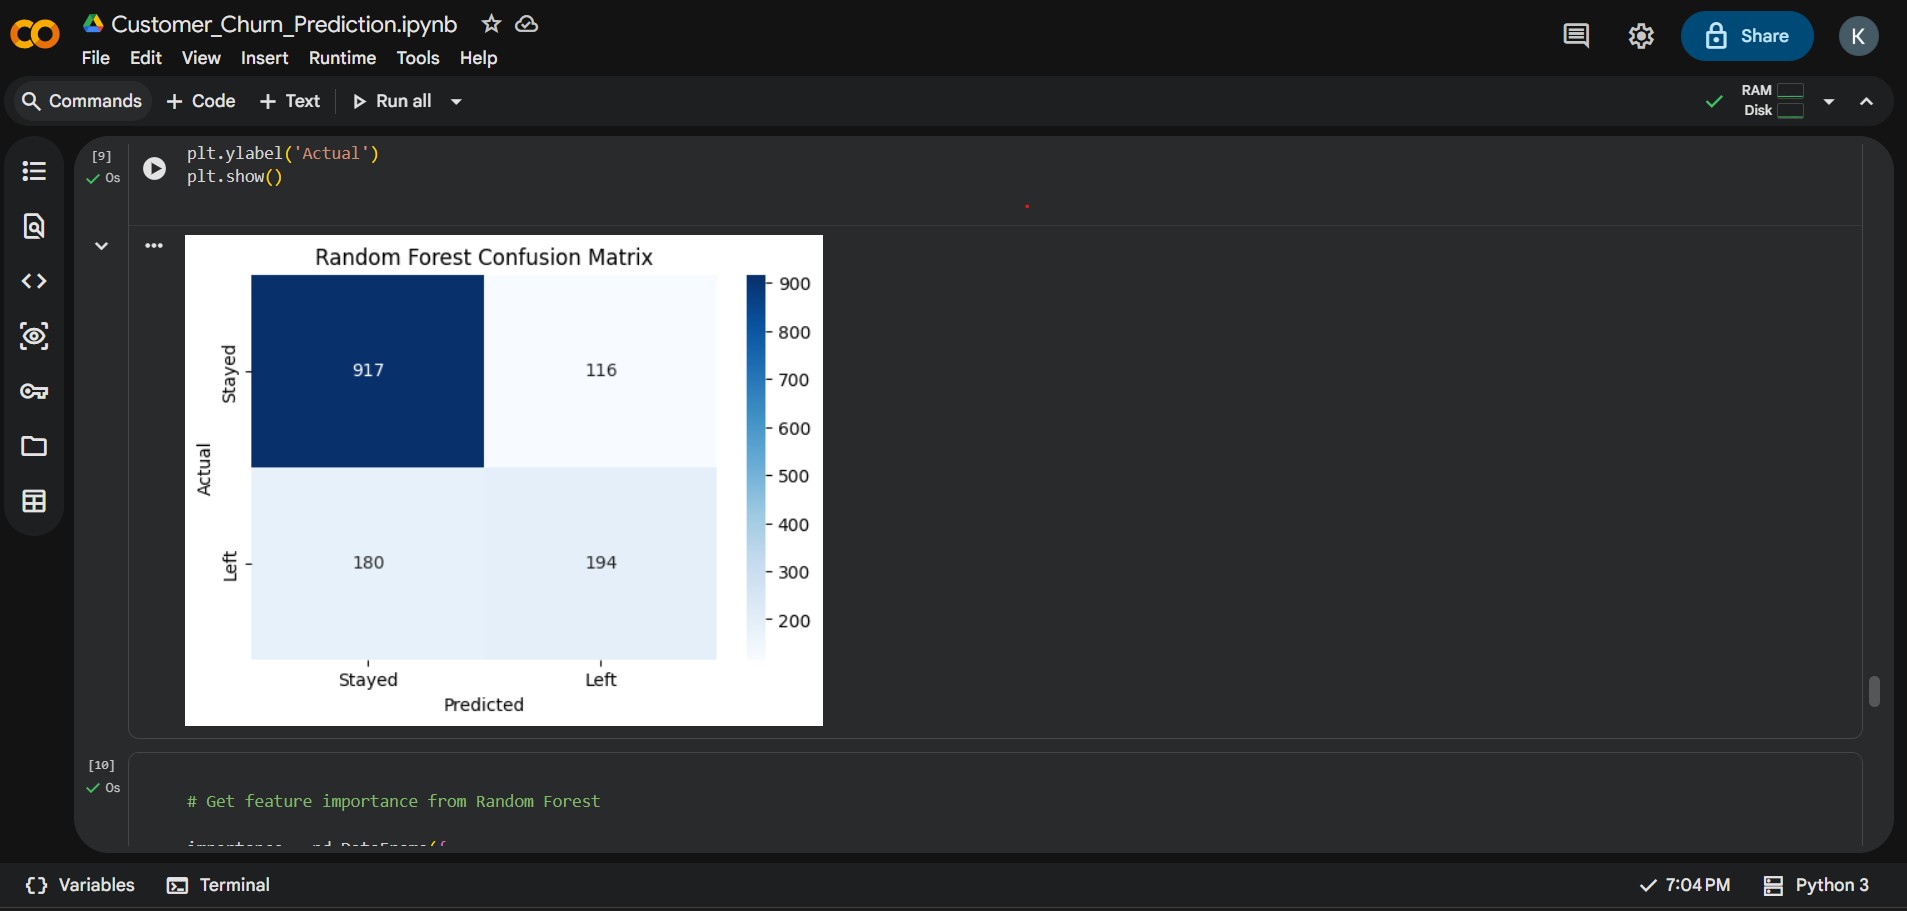 Customer_Churn_Prediction.ipynb
File Edit View Insert Runtime Tools Help
Share
K
Commands + Code + Text Run all
RAM
Disk
[9]
0s
plt.ylabel('Actual')
plt.show()
Random Forest Confusion Matrix
Actual
Stayed
917 116
Left
180 194
Stayed Left
Predicted
900
800
700
600
500
400
300
200
[10]
0s
# Get feature importance from Random Forest
{} Variables
Terminal
7:04 PM
Python 3